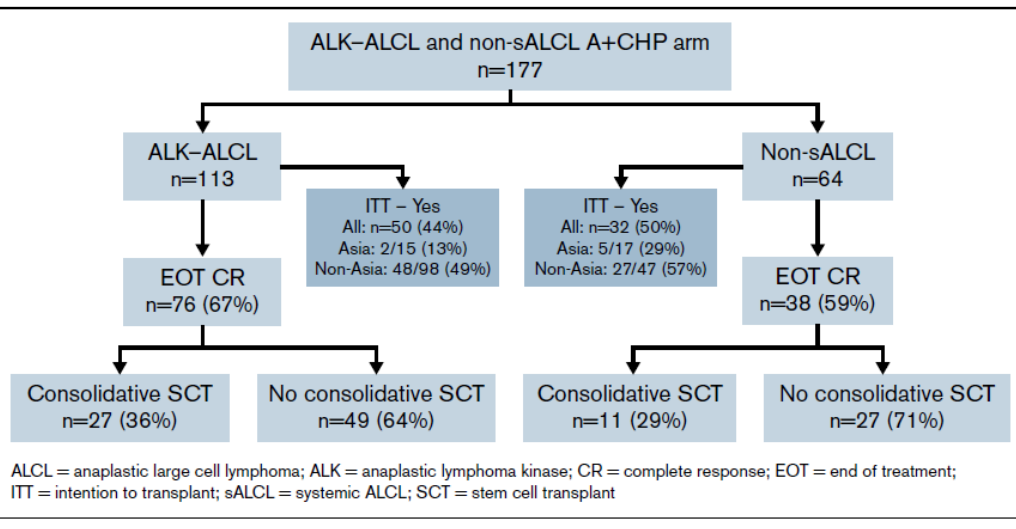 ALK–ALCL and non-sALCL A+CHP arm
n=177
ALK–ALCL
n=113
Non-sALCL
n=64
ITT – Yes
All: n=50 (44%)
Asia: 2/15 (13%)
Non-Asia: 48/98 (49%)
ITT – Yes
All: n=32 (50%)
Asia: 5/17 (29%)
Non-Asia: 27/47 (57%)
EOT CR
n=76 (67%)
EOT CR
n=38 (59%)
Consolidative SCT
n=27 (36%)
No consolidative SCT
n=49 (64%)
Consolidative SCT
n=11 (29%)
No consolidative SCT
n=27 (71%)
ALCL = anaplastic large cell lymphoma; ALK = anaplastic lymphoma kinase; CR = complete response; EOT = end of treatment;
ITT = intention to transplant; sALCL = systemic ALCL; SCT = stem cell transplant